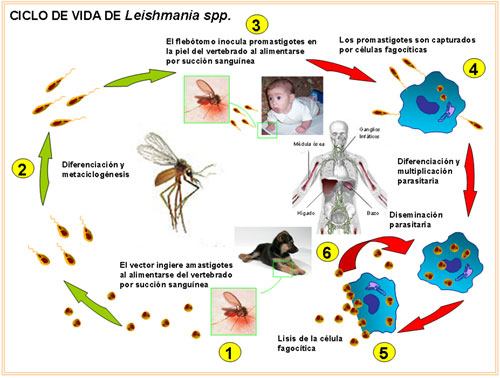 CICLO DE VIDA DE Leishmania spp.
3
El flebótomo inocula promastigotes en
la piel del vertebrado al alimentarse
por succión sanguínea
Los promastigotes son capturados
por células fagocíticas
4
Ganglios
linfáticos
Médula ósea
2
Diferenciación y
metaciclogénesis
Diferenciación y
multiplicación
parasitaria
Hígado
Bazo
Diseminación
parasitaria
6
El vector ingiere amastigotes
al alimentarse del vertebrado
por succión sanguínea
1
Lisis de la célula
fagocítica
5